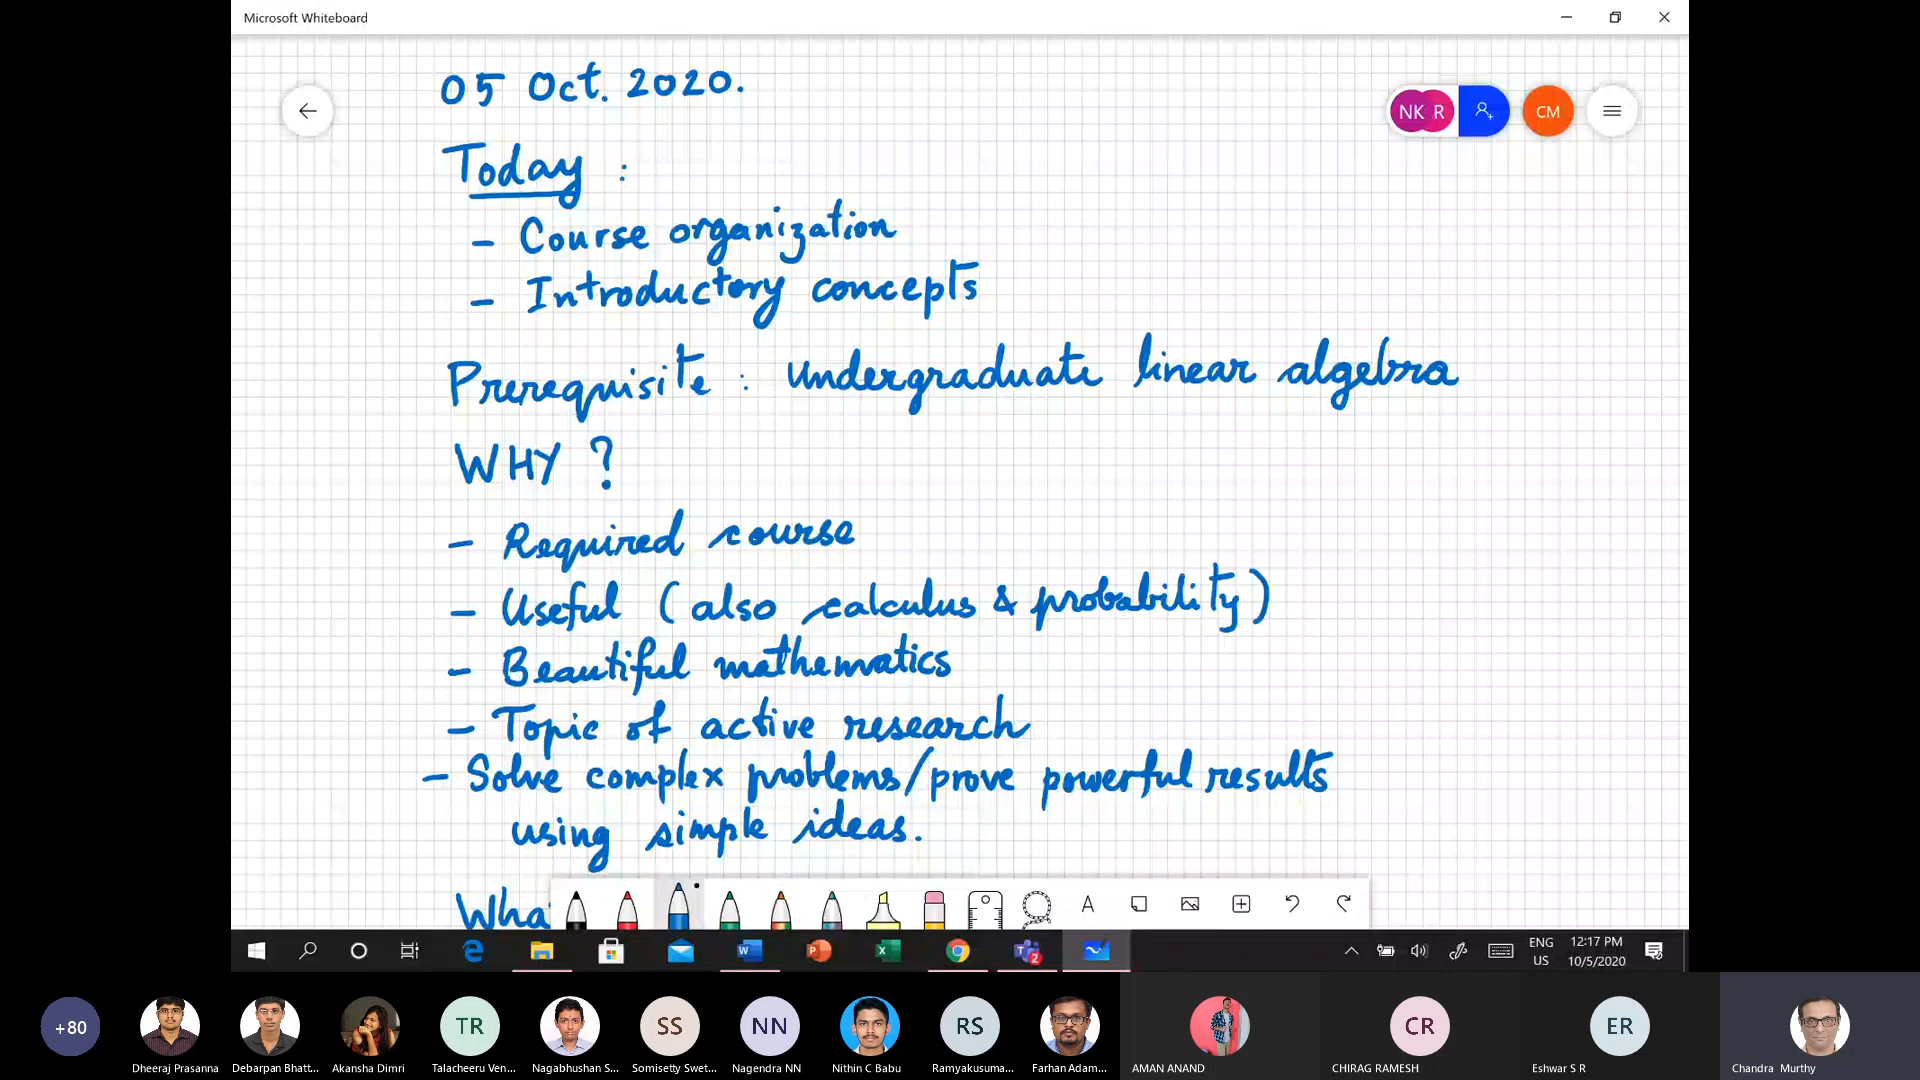 Microsoft Whiteboard
05 Oct. 2020.
NK R
CM
Today :
- Course organization
- Introductory concepts
Prerequisite : Undergraduate linear algebra
WHY ?
- Required course
- Useful (also calculus & probability)
- Beautiful mathematics
- Topic of active research
- Solve complex problems/prove powerful results
using simple ideas.
Wha
A
ENG
US
12:17 PM
10/5/2020
2
+80
TR
SS
NN
RS
CR
ER
Dheeraj Prasanna
Debarpan Bhatt...
Akansha Dimri
Talacheeru Ven...
Nagabhushan S...
Somisetty Swet...
Nagendra NN
Nithin C Babu
Ramyakusuma...
Farhan Adam...
AMAN ANAND
CHIRAG RAMESH
Eshwar S R
Chandra Murthy